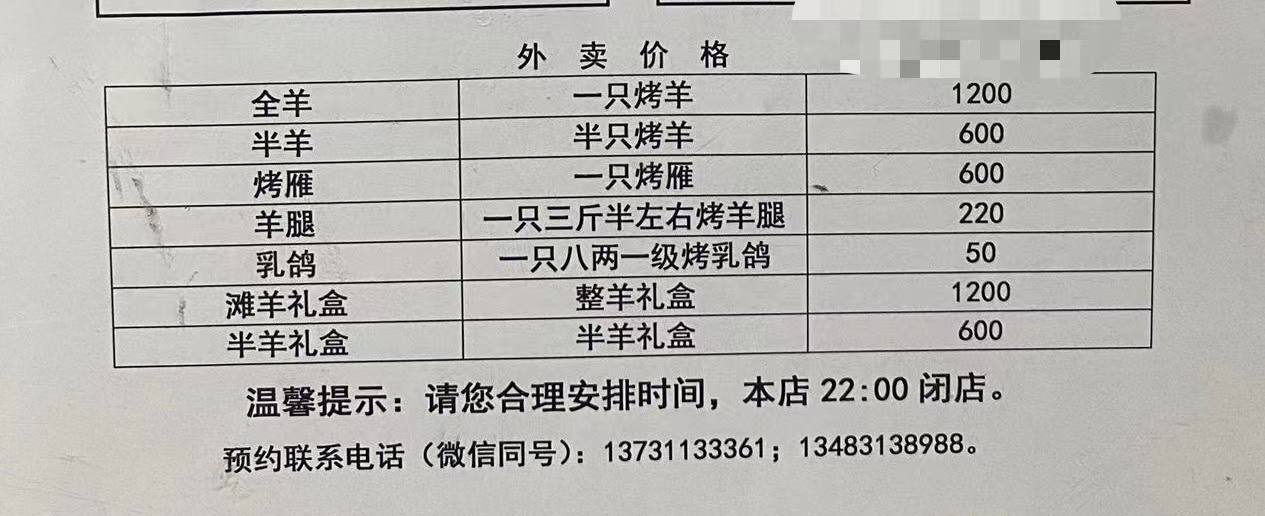 外卖价格
全羊 一只烤羊 1200
半羊 半只烤羊 600
烤雁 一只烤雁 600
羊腿 一只三斤半左右烤羊腿 220
乳鸽 一只八两一级烤乳鸽 50
滩羊礼盒 整羊礼盒 1200
半羊礼盒 半羊礼盒 600
温馨提示：请您合理安排时间，本店 22:00 闭店。
预约联系电话（微信同号）：13731133361；13483138988。